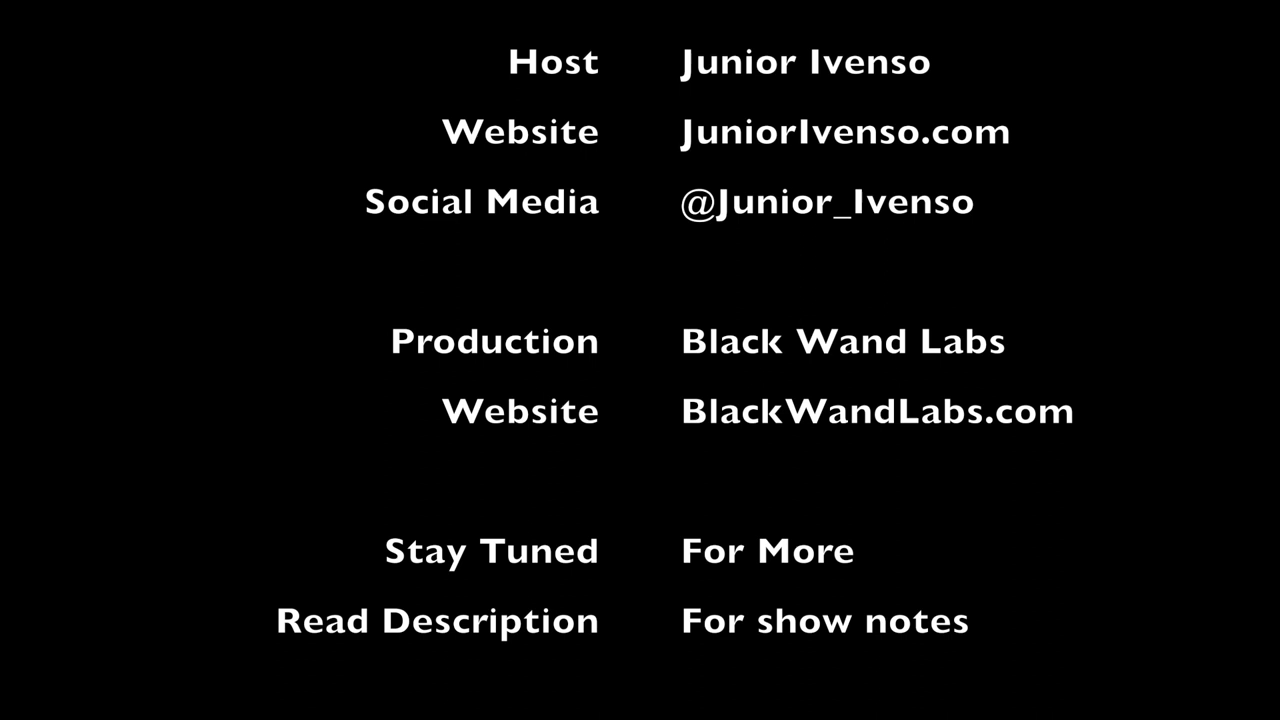 Host Junior Ivenso
Website JuniorIvenso.com
Social Media @Junior_Ivenso
Production Black Wand Labs
Website BlackWandLabs.com
Stay Tuned For More
Read Description For show notes